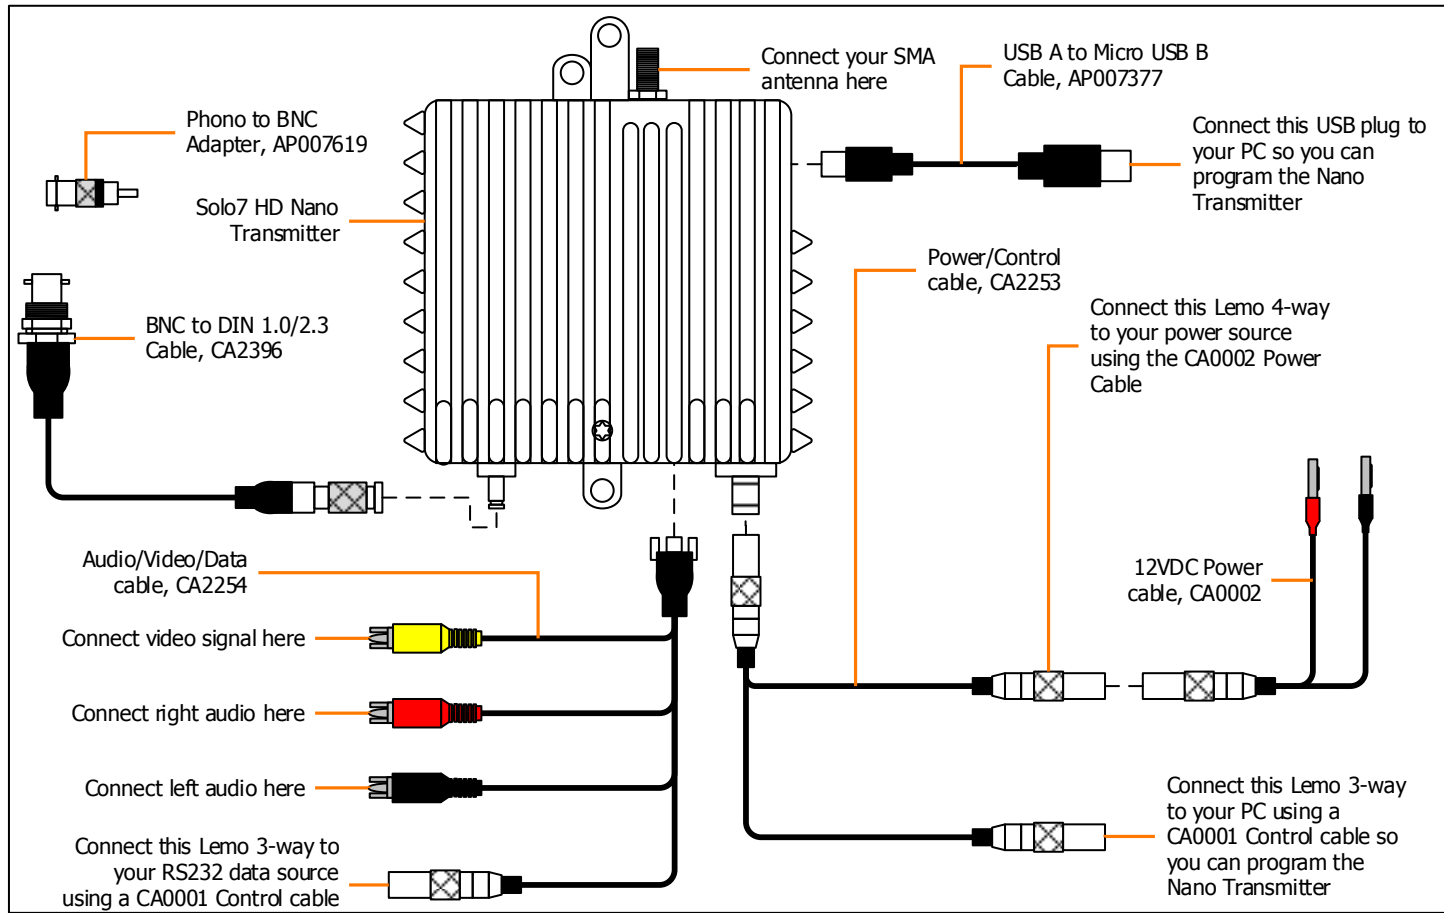 Connect your SMA
antenna here
USB A to Micro USB B
Cable, AP007377
Phono to BNC
Adapter, AP007619
Connect this USB plug to
your PC so you can
program the Nano
Transmitter
Solo7 HD Nano
Transmitter
Power/Control
cable, CA2253
BNC to DIN 1.0/2.3
Cable, CA2396
Connect this Lemo 4-way
to your power source
using the CA0002 Power
Cable
Audio/Video/Data
cable, CA2254
12VDC Power
cable, CA0002
Connect video signal here
Connect right audio here
Connect left audio here
Connect this Lemo 3-way to
your RS232 data source
using a CA0001 Control cable
Connect this Lemo 3-way
to your PC using a
CA0001 Control cable so
you can program the
Nano Transmitter